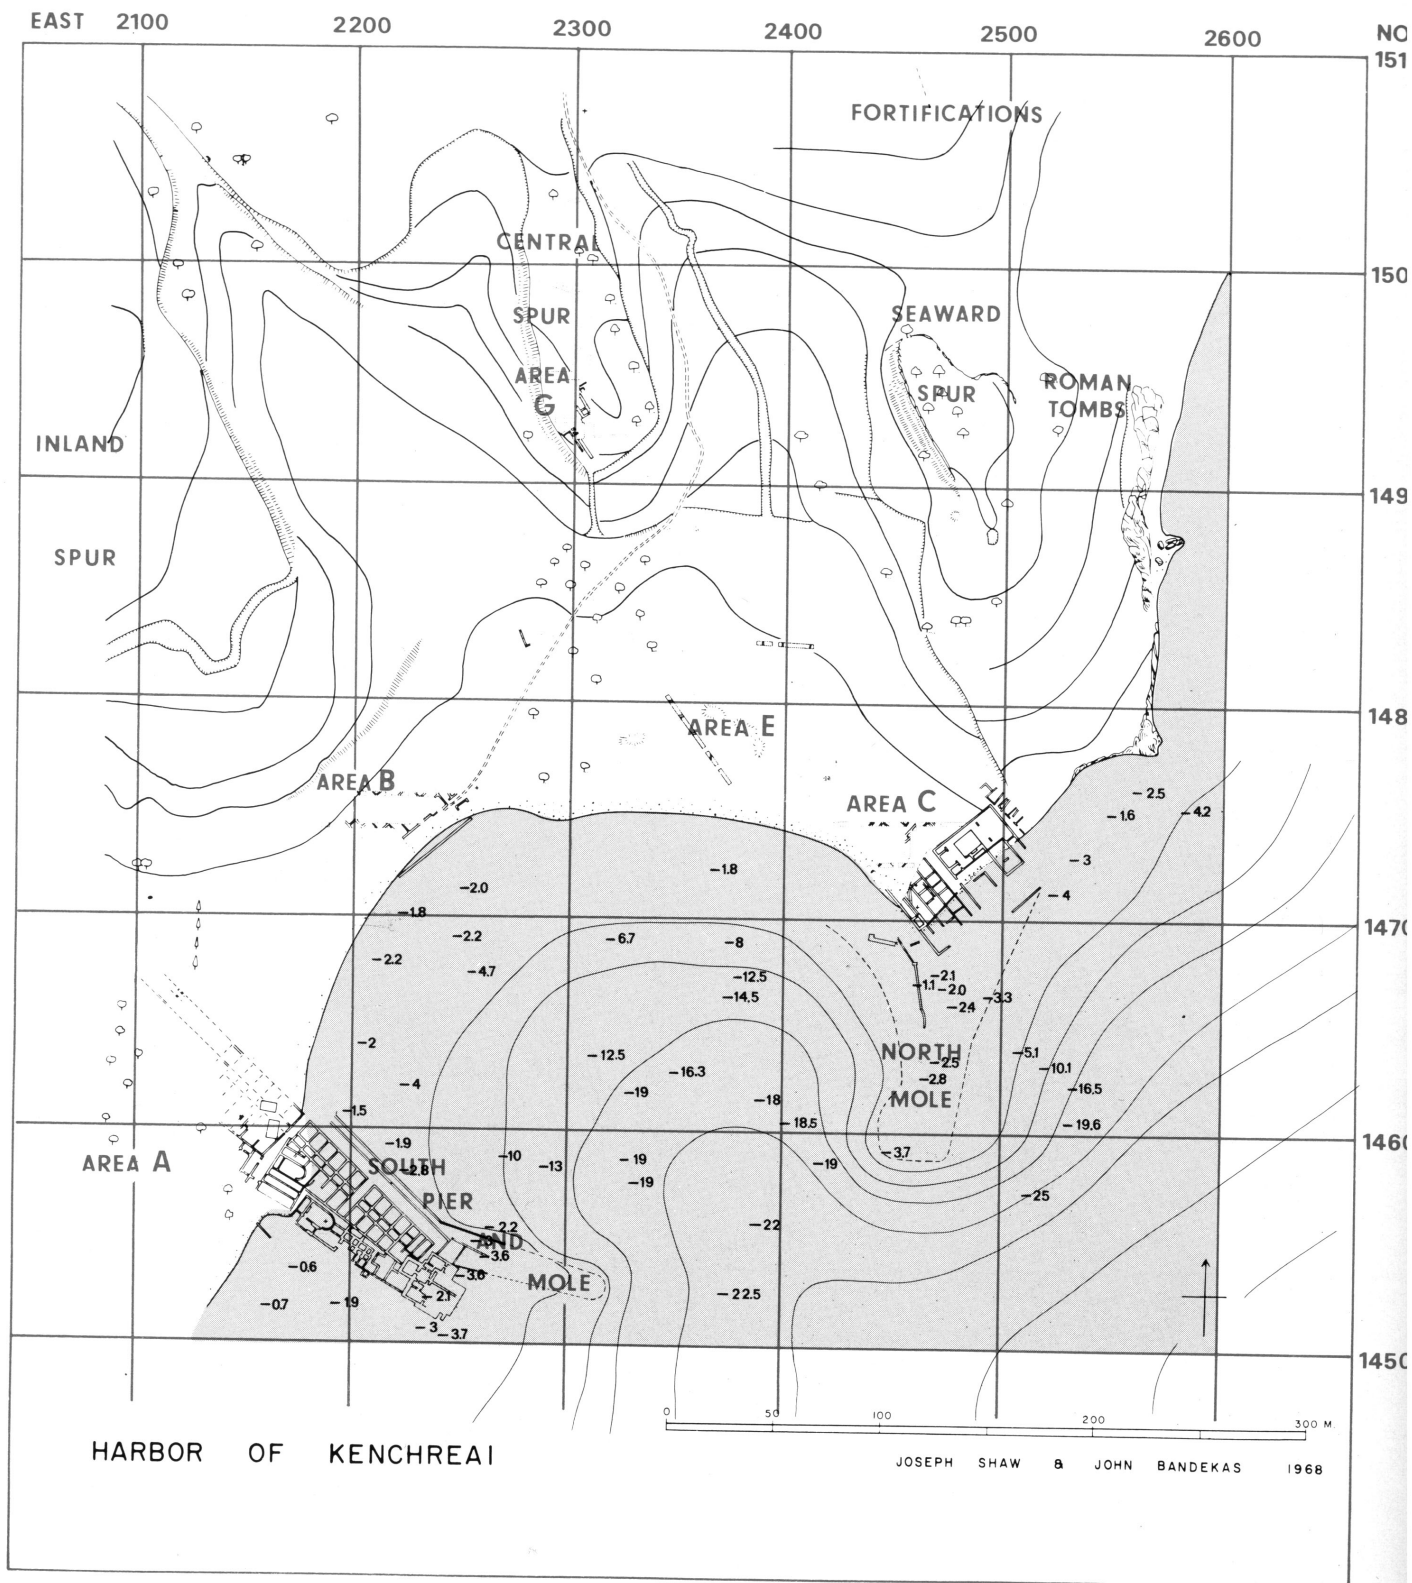 EAST 2100 2200 2300 2400 2500 2600 NO
151
FORTIFICATIONS
CENTRAL
SPUR
150
SEAWARD
SPUR
AREA
G
ROMAN
TOMBS
INLAND
SPUR
149
148
AREA E
AREA B
AREA C
-2.5
-1.6
-4.2
-3
-4
-1.8
-2.0
-1.8
1470
-2.2
-6.7
-8
-2.2
-4.7
-12.5
-14.5
-2.1
-1.1
-2.0
-2.4
-3.3
-2
-12.5
-16.3
NORTH
-2.5
-5.1
-10.1
-4
-19
-18
-2.8
MOLE
-16.5
-1.5
-18.5
-19.6
1460
-1.9
AREA A
SOUTH
-2.8
-10
-13
-19
-19
-19
-3.7
PIER
-25
-2.2
-22
AND
-3.6
-3.6
MOLE
-0.6
-2.1
-22.5
-0.7
-1.9
-3
-3.7
1450
0 50 100 200 300 M.
HARBOR OF KENCHREAI
JOSEPH SHAW & JOHN BANDEKAS 1968